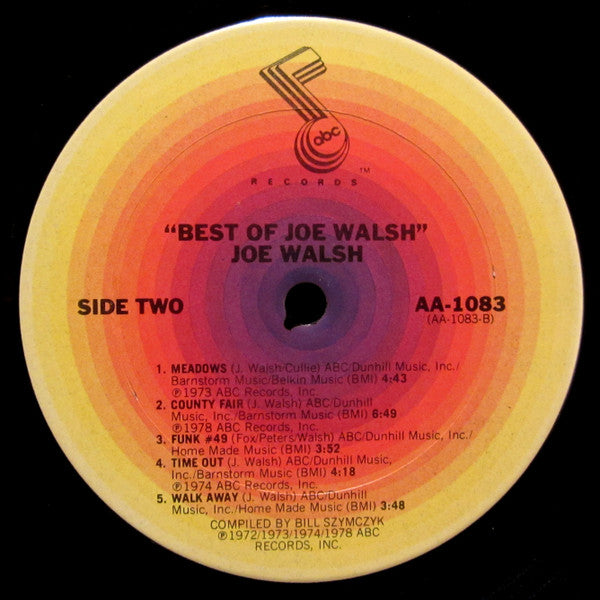 abc
TM
RECORDS
"BEST OF JOE WALSH"
JOE WALSH
SIDE TWO
AA-1083
(AA-1083-B)
1. MEADOWS (J. Walsh/Cullie) ABC/Dunhill Music, Inc./
Barnstorm Music/Belkin Music (BMI) 4:43
℗1973 ABC Records, Inc.
2. COUNTY FAIR (J. Walsh) ABC/Dunhill
Music, Inc./Barnstorm Music (BMI) 6:49
℗1978 ABC Records, Inc.
3. FUNK #49 (Fox/Peters/Walsh) ABC/Dunhill Music, Inc./
Home Made Music (BMI) 3:52
4. TIME OUT (J. Walsh) ABC/Dunhill Music,
Inc./Barnstorm Music (BMI) 4:18
℗1974 ABC Records, Inc.
5. WALK AWAY (J. Walsh) ABC/Dunhill
Music, Inc./Home Made Music (BMI) 3:48
COMPILED BY BILL SZYMCZYK
℗1972/1973/1974/1978 ABC
RECORDS, INC.